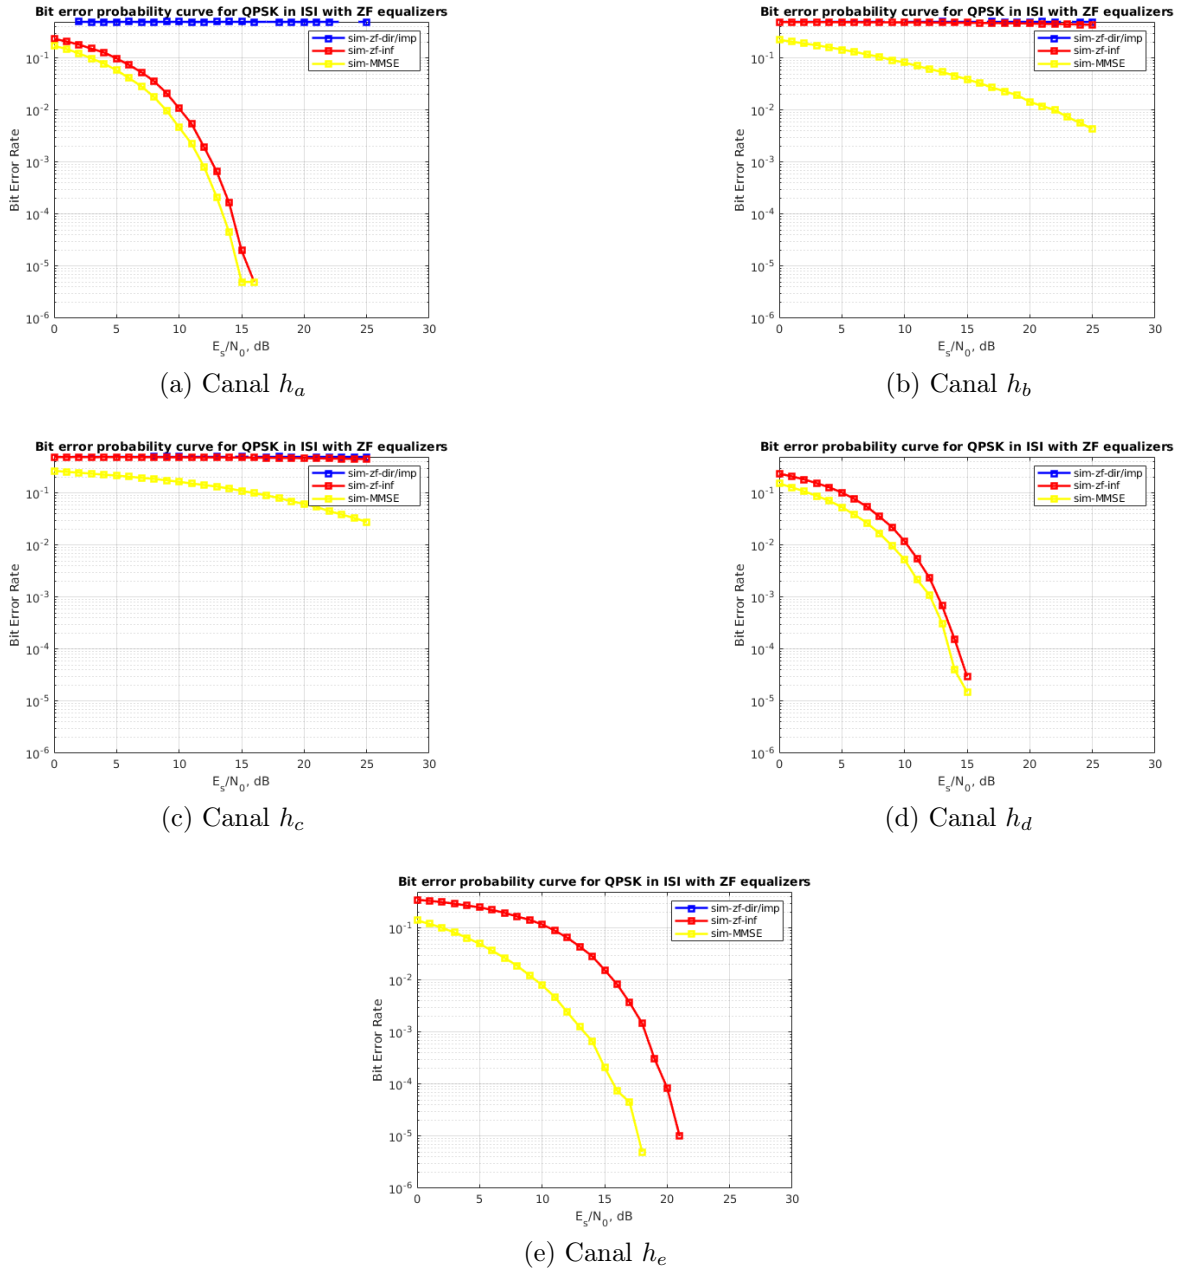 Bit error probability curve for QPSK in ISI with ZF equalizers
sim-zf-dir/imp
sim-zf-inf
sim-MMSE
Bit Error Rate
10^-1
10^-2
10^-3
10^-4
10^-5
10^-6
0 5 10 15 20 25 30
E_s/N_0, dB
(a) Canal h_a
Bit error probability curve for QPSK in ISI with ZF equalizers
sim-zf-dir/imp
sim-zf-inf
sim-MMSE
Bit Error Rate
10^-1
10^-2
10^-3
10^-4
10^-5
10^-6
0 5 10 15 20 25 30
E_s/N_0, dB
(b) Canal h_b
Bit error probability curve for QPSK in ISI with ZF equalizers
sim-zf-dir/imp
sim-zf-inf
sim-MMSE
Bit Error Rate
10^-1
10^-2
10^-3
10^-4
10^-5
10^-6
0 5 10 15 20 25 30
E_s/N_0, dB
(c) Canal h_c
Bit error probability curve for QPSK in ISI with ZF equalizers
sim-zf-dir/imp
sim-zf-inf
sim-MMSE
Bit Error Rate
10^-1
10^-2
10^-3
10^-4
10^-5
10^-6
0 5 10 15 20 25 30
E_s/N_0, dB
(d) Canal h_d
Bit error probability curve for QPSK in ISI with ZF equalizers
sim-zf-dir/imp
sim-zf-inf
sim-MMSE
Bit Error Rate
10^-1
10^-2
10^-3
10^-4
10^-5
10^-6
0 5 10 15 20 25 30
E_s/N_0, dB
(e) Canal h_e